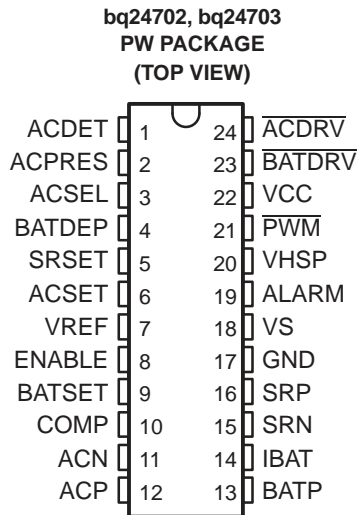 bq24702, bq24703
PW PACKAGE
(TOP VIEW)
ACDET 1 24 ACDRV
ACPRES 2 23 BATDRV
ACSEL 3 22 VCC
BATDEP 4 21 PWM
SRSET 5 20 VHSP
ACSET 6 19 ALARM
VREF 7 18 VS
ENABLE 8 17 GND
BATSET 9 16 SRP
COMP 10 15 SRN
ACN 11 14 IBAT
ACP 12 13 BATP